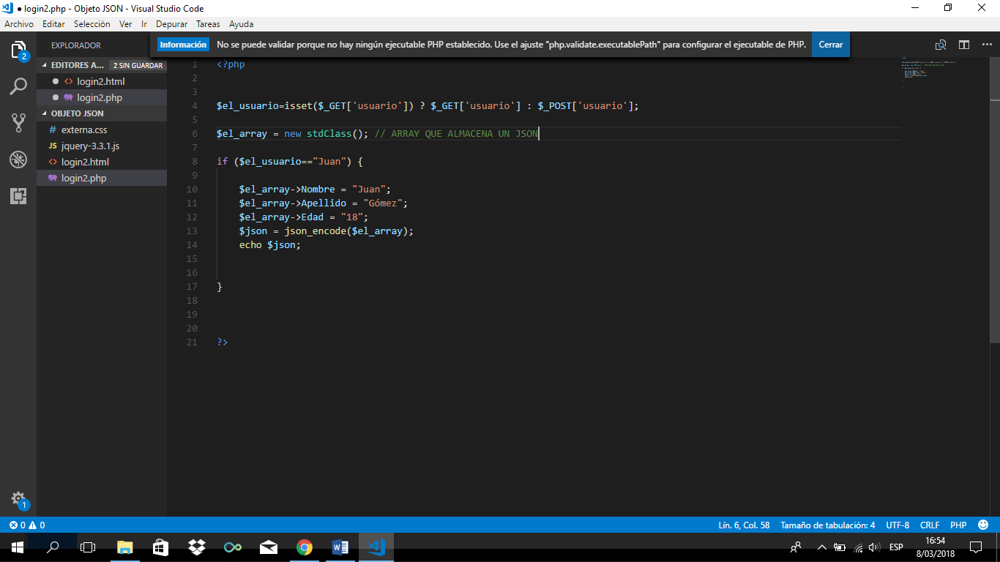 login2.php - Objeto JSON - Visual Studio Code
Archivo Editar Selección Ver Ir Depurar Tareas Ayuda
EXPLORADOR
Información No se puede validar porque no hay ningún ejecutable PHP establecido. Use el ajuste "php.validate.executablePath" para configurar el ejecutable de PHP. Cerrar
2
EDITORES A... 2 SIN GUARDAR
login2.html
login2.php
OBJETO JSON
externa.css
JS jquery-3.3.1.js
login2.html
login2.php
1 <?php
2
3
4 $el_usuario=isset($_GET['usuario']) ? $_GET['usuario'] : $_POST['usuario'];
5
6 $el_array = new stdClass(); // ARRAY QUE ALMACENA UN JSON
7
8 if ($el_usuario=="Juan") {
9
10 $el_array->Nombre = "Juan";
11 $el_array->Apellido = "Gómez";
12 $el_array->Edad = "18";
13 $json = json_encode($el_array);
14 echo $json;
15
16
17 }
18
19
20
21 ?>
1
0 0 Lín. 6, Col. 58 Tamaño de tabulación: 4 UTF-8 CRLF PHP
ESP 16:54
8/03/2018